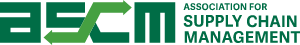 ascm
ASSOCIATION FOR
SUPPLY CHAIN
MANAGEMENT